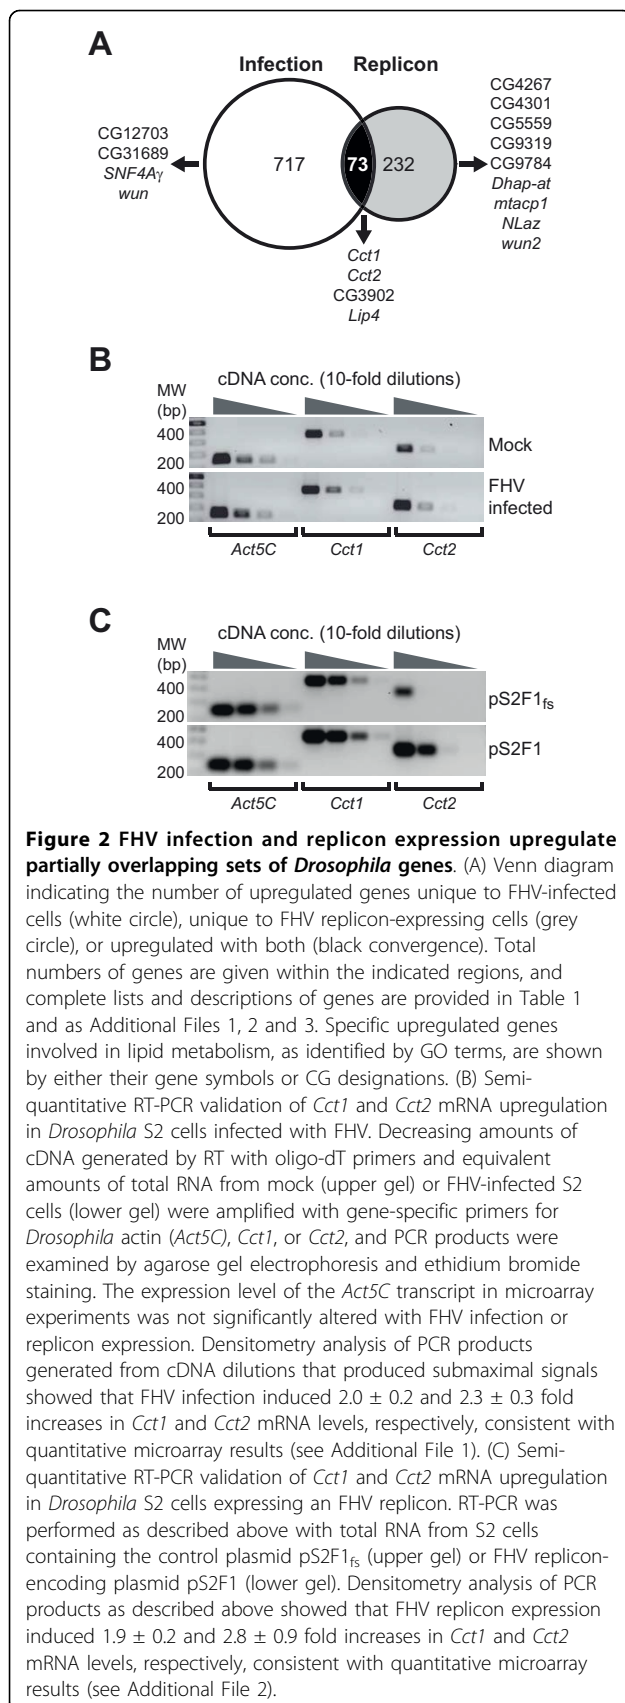 A
Infection Replicon
CG12703
CG31689
SNF4Aγ
wun
717
73
232
CG4267
CG4301
CG5559
CG9319
CG9784
Dhap-at
mtacp1
NLaz
wun2
Cct1
Cct2
CG3902
Lip4
B
cDNA conc. (10-fold dilutions)
MW
(bp)
400
200
Mock
400
200
FHV
infected
Act5C Cct1 Cct2
C
cDNA conc. (10-fold dilutions)
MW
(bp)
400
200
pS2F1fs
400
200
pS2F1
Act5C Cct1 Cct2
Figure 2 FHV infection and replicon expression upregulate
partially overlapping sets of Drosophila genes. (A) Venn diagram
indicating the number of upregulated genes unique to FHV-infected
cells (white circle), unique to FHV replicon-expressing cells (grey
circle), or upregulated with both (black convergence). Total
numbers of genes are given within the indicated regions, and
complete lists and descriptions of genes are provided in Table 1
and as Additional Files 1, 2 and 3. Specific upregulated genes
involved in lipid metabolism, as identified by GO terms, are shown
by either their gene symbols or CG designations. (B) Semi-
quantitative RT-PCR validation of Cct1 and Cct2 mRNA upregulation
in Drosophila S2 cells infected with FHV. Decreasing amounts of
cDNA generated by RT with oligo-dT primers and equivalent
amounts of total RNA from mock (upper gel) or FHV-infected S2
cells (lower gel) were amplified with gene-specific primers for
Drosophila actin (Act5C), Cct1, or Cct2, and PCR products were
examined by agarose gel electrophoresis and ethidium bromide
staining. The expression level of the Act5C transcript in microarray
experiments was not significantly altered with FHV infection or
replicon expression. Densitometry analysis of PCR products
generated from cDNA dilutions that produced submaximal signals
showed that FHV infection induced 2.0 ± 0.2 and 2.3 ± 0.3 fold
increases in Cct1 and Cct2 mRNA levels, respectively, consistent with
quantitative microarray results (see Additional File 1). (C) Semi-
quantitative RT-PCR validation of Cct1 and Cct2 mRNA upregulation
in Drosophila S2 cells expressing an FHV replicon. RT-PCR was
performed as described above with total RNA from S2 cells
containing the control plasmid pS2F1fs (upper gel) or FHV replicon-
encoding plasmid pS2F1 (lower gel). Densitometry analysis of PCR
products as described above showed that FHV replicon expression
induced 1.9 ± 0.2 and 2.8 ± 0.9 fold increases in Cct1 and Cct2
mRNA levels, respectively, consistent with quantitative microarray
results (see Additional File 2).